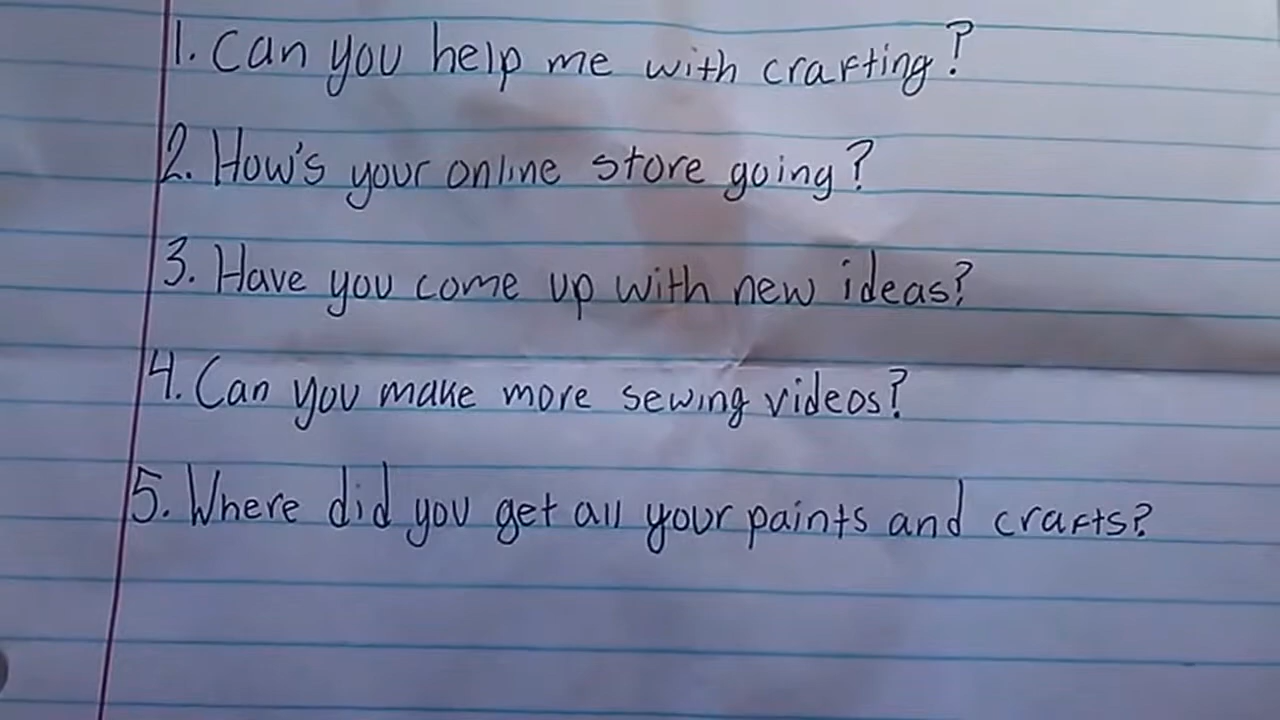 1. Can you help me with crafting?
2. How's your online store going?
3. Have you come up with new ideas?
4. Can you make more sewing videos?
5. Where did you get all your paints and crafts?